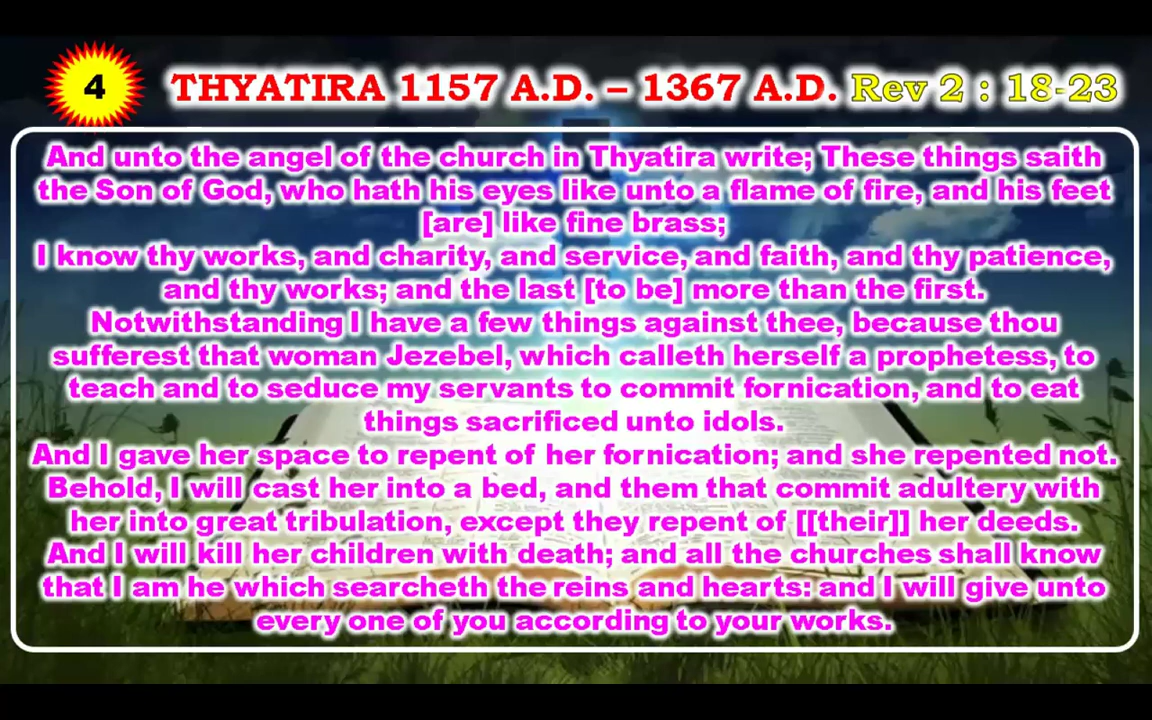 4
THYATIRA 1157 A.D. – 1367 A.D. Rev 2 : 18-23
And unto the angel of the church in Thyatira write; These things saith
the Son of God, who hath his eyes like unto a flame of fire, and his feet
[are] like fine brass;
I know thy works, and charity, and service, and faith, and thy patience,
and thy works; and the last [to be] more than the first.
Notwithstanding I have a few things against thee, because thou
sufferest that woman Jezebel, which calleth herself a prophetess, to
teach and to seduce my servants to commit fornication, and to eat
things sacrificed unto idols.
And I gave her space to repent of her fornication; and she repented not.
Behold, I will cast her into a bed, and them that commit adultery with
her into great tribulation, except they repent of [[their]] her deeds.
And I will kill her children with death; and all the churches shall know
that I am he which searcheth the reins and hearts: and I will give unto
every one of you according to your works.